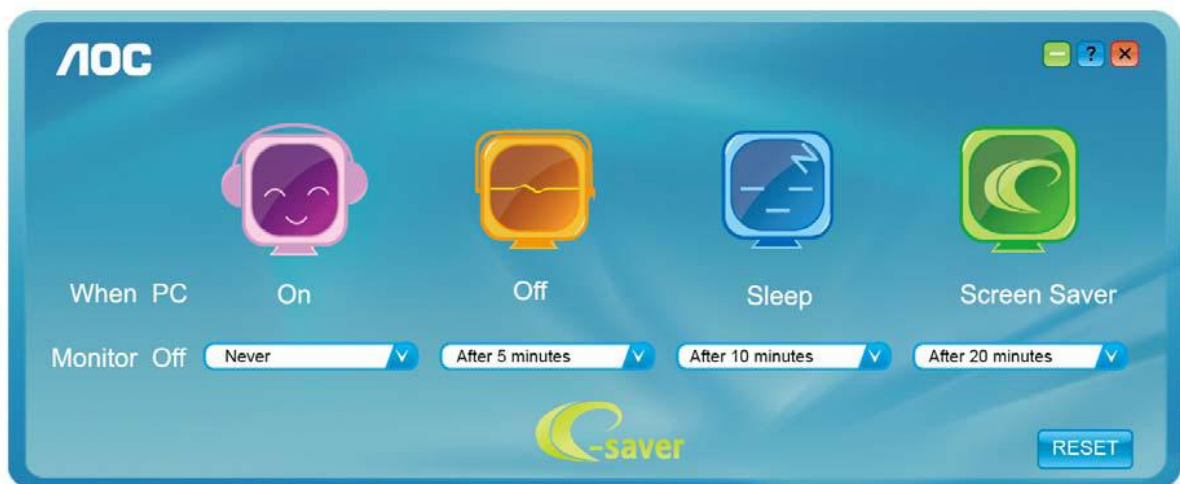 AOC
?
When PC On Off Sleep Screen Saver
Monitor Off Never After 5 minutes After 10 minutes After 20 minutes
e-saver
RESET